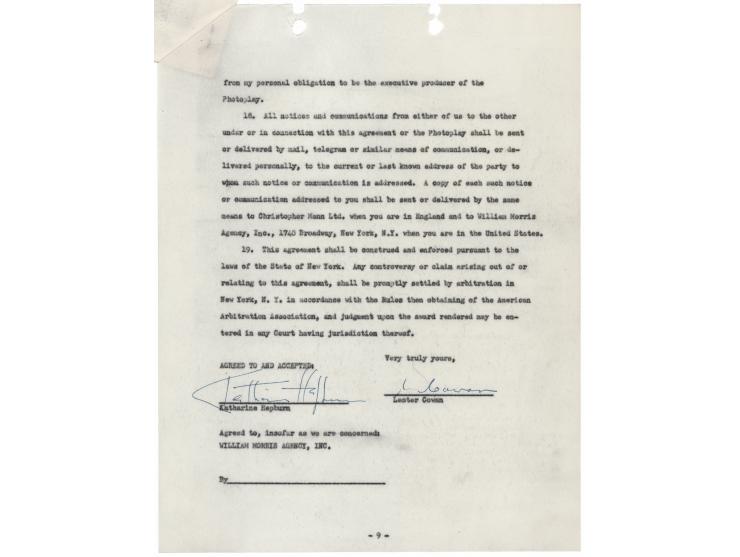 from my personal obligation to be the executive producer of the
Photoplay.
18. All notices and communications from either of us to the other
under or in connection with this agreement or the Photoplay shall be sent
or delivered by mail, telegram or similar means of communication, or de-
livered personally, to the current or last known address of the party to
whom such notice or communication is addressed. A copy of each such notice
or communication addressed to you shall be sent or delivered by the same
means to Christopher Mann Ltd. when you are in England and to William Morris
Agency, Inc., 1740 Broadway, New York, N.Y. when you are in the United States.
19. This agreement shall be construed and enforced pursuant to the
laws of the State of New York. Any controversy or claim arising out of or
relating to this agreement, shall be promptly settled by arbitration in
New York, N. Y. in accordance with the Rules then obtaining of the American
Arbitration Association, and judgment upon the award rendered may be en-
tered in any Court having jurisdiction thereof.
Very truly yours,
AGREED TO AND ACCEPTED:
Katharine Hepburn
L. Cowan
Katharine Hepburn
Lester Cowan
Agreed to, insofar as we are concerned:
WILLIAM MORRIS AGENCY, INC.
By
- 9 -